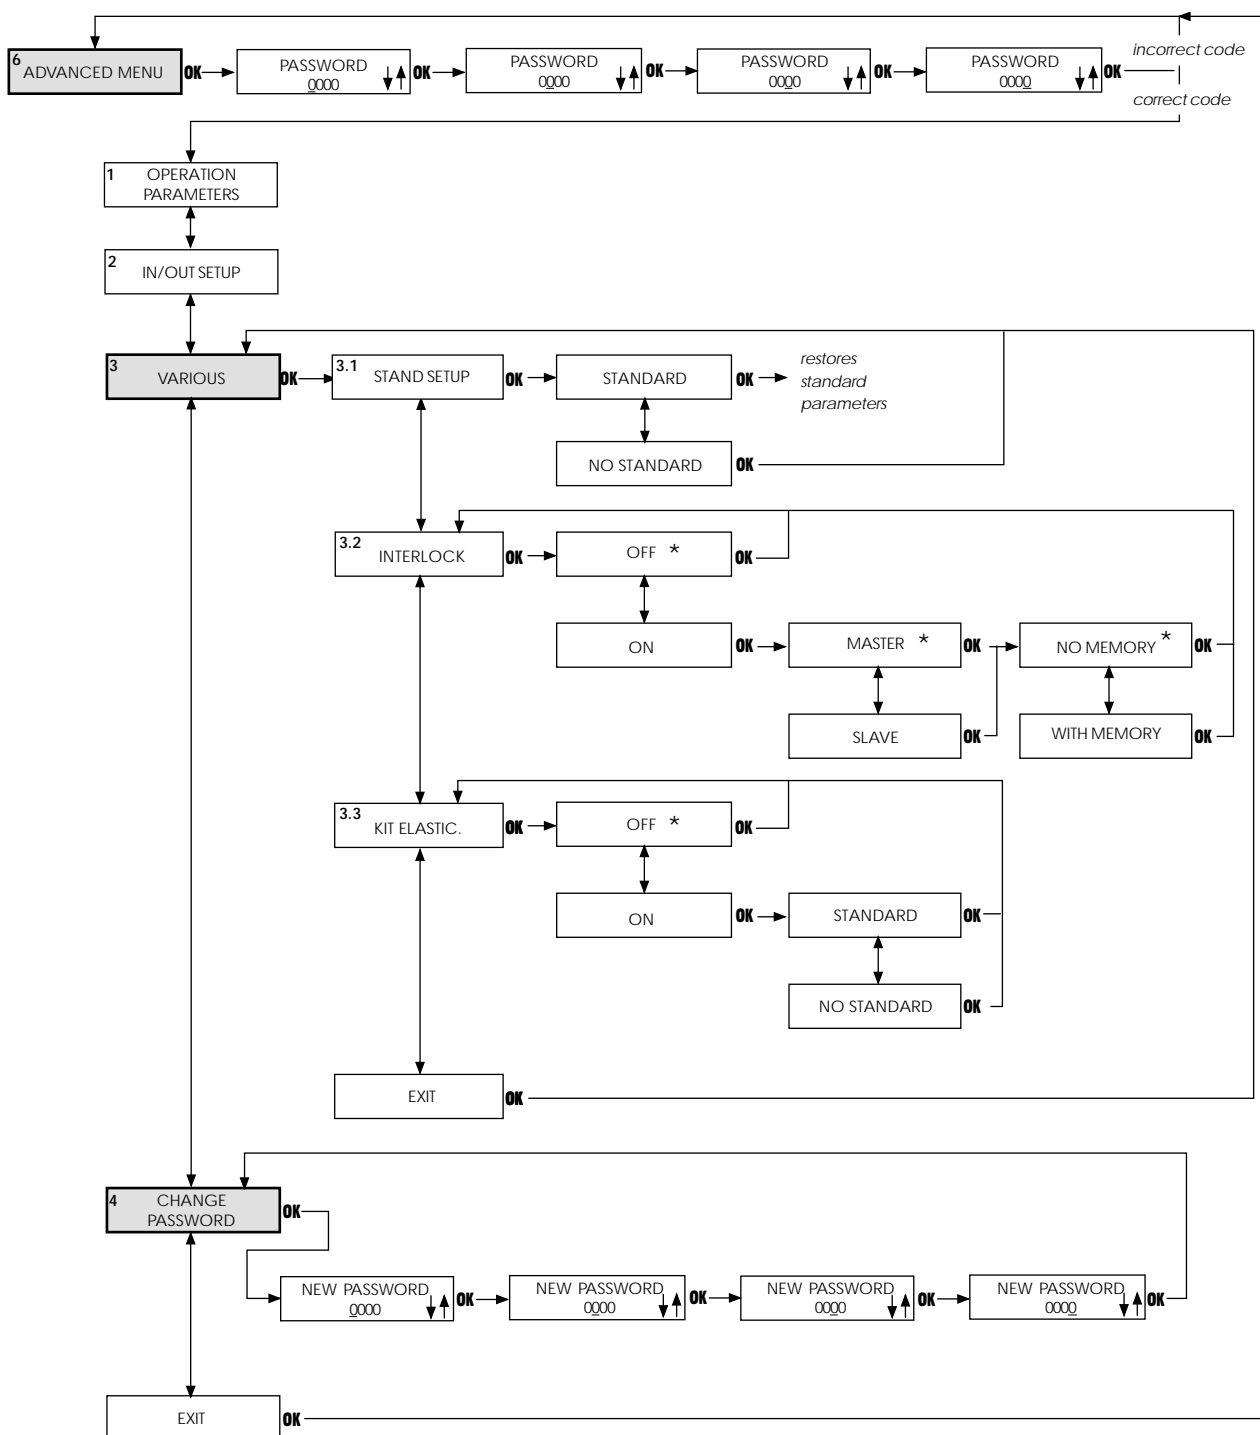 6
ADVANCED MENU
OK
PASSWORD
0000
OK
PASSWORD
0000
OK
PASSWORD
0000
OK
PASSWORD
0000
OK
incorrect code
correct code
1
OPERATION
PARAMETERS
2
IN/OUT SETUP
3
VARIOUS
OK
3.1
STAND SETUP
OK
STANDARD
OK
restores
standard
parameters
NO STANDARD
OK
3.2
INTERLOCK
OK
OFF *
OK
ON
OK
MASTER *
OK
NO MEMORY *
OK
SLAVE
OK
WITH MEMORY
OK
3.3
KIT ELASTIC.
OK
OFF *
OK
ON
OK
STANDARD
OK
NO STANDARD
OK
EXIT
OK
4
CHANGE
PASSWORD
OK
NEW PASSWORD
0000
OK
NEW PASSWORD
0000
OK
NEW PASSWORD
0000
OK
NEW PASSWORD
0000
OK
EXIT
OK